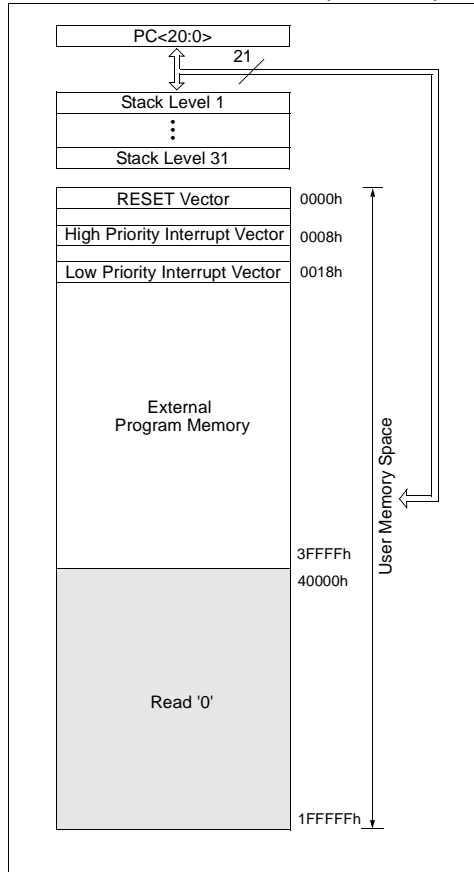 PC<20:0>
21
Stack Level 1
•
•
•
Stack Level 31
RESET Vector
0000h
High Priority Interrupt Vector
0008h
Low Priority Interrupt Vector
0018h
External
Program Memory
User Memory Space
3FFFFh
40000h
Read '0'
1FFFFFh